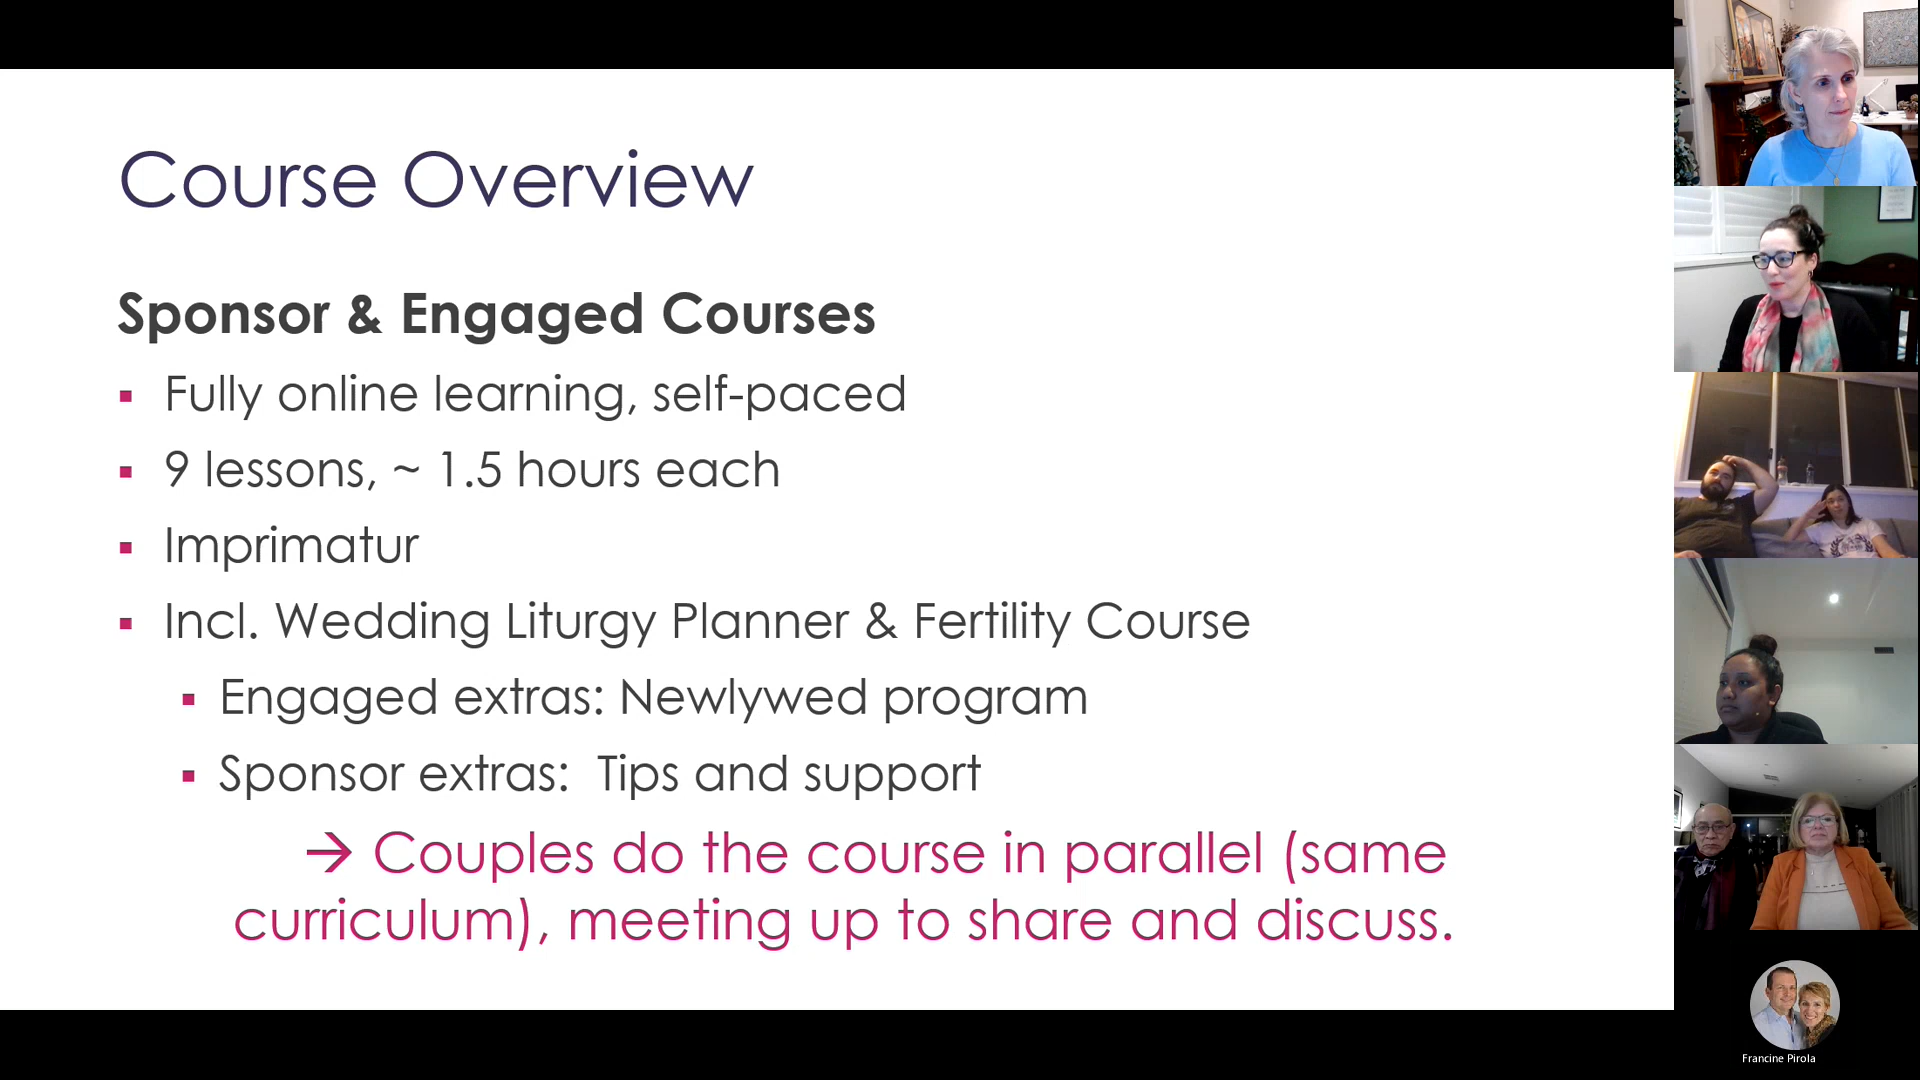 Course Overview
Sponsor & Engaged Courses
▪ Fully online learning, self-paced
▪ 9 lessons, ~ 1.5 hours each
▪ Imprimatur
▪ Incl. Wedding Liturgy Planner & Fertility Course
▪ Engaged extras: Newlywed program
▪ Sponsor extras:  Tips and support
→ Couples do the course in parallel (same
curriculum), meeting up to share and discuss.
Francine Pirola